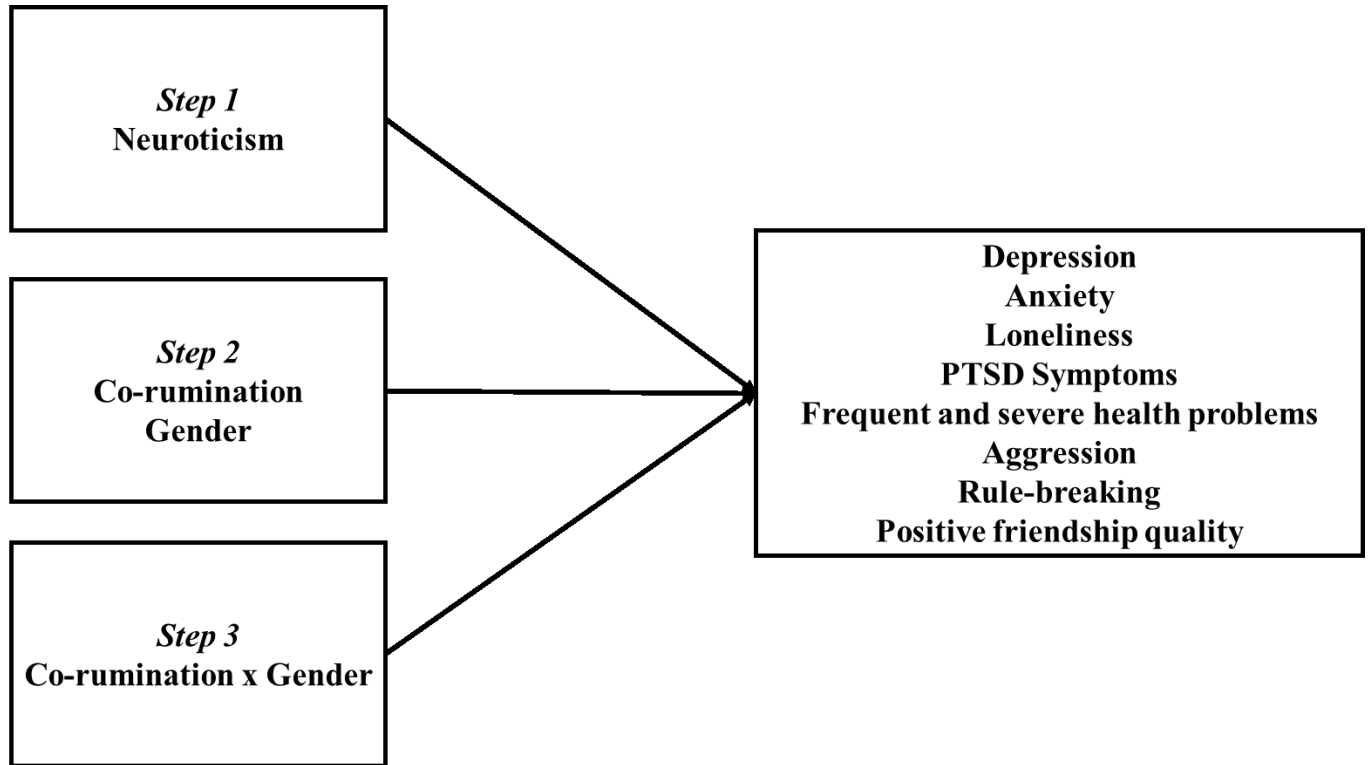 Step 1
Neuroticism
Step 2
Co-rumination
Gender
Step 3
Co-rumination x Gender
Depression
Anxiety
Loneliness
PTSD Symptoms
Frequent and severe health problems
Aggression
Rule-breaking
Positive friendship quality